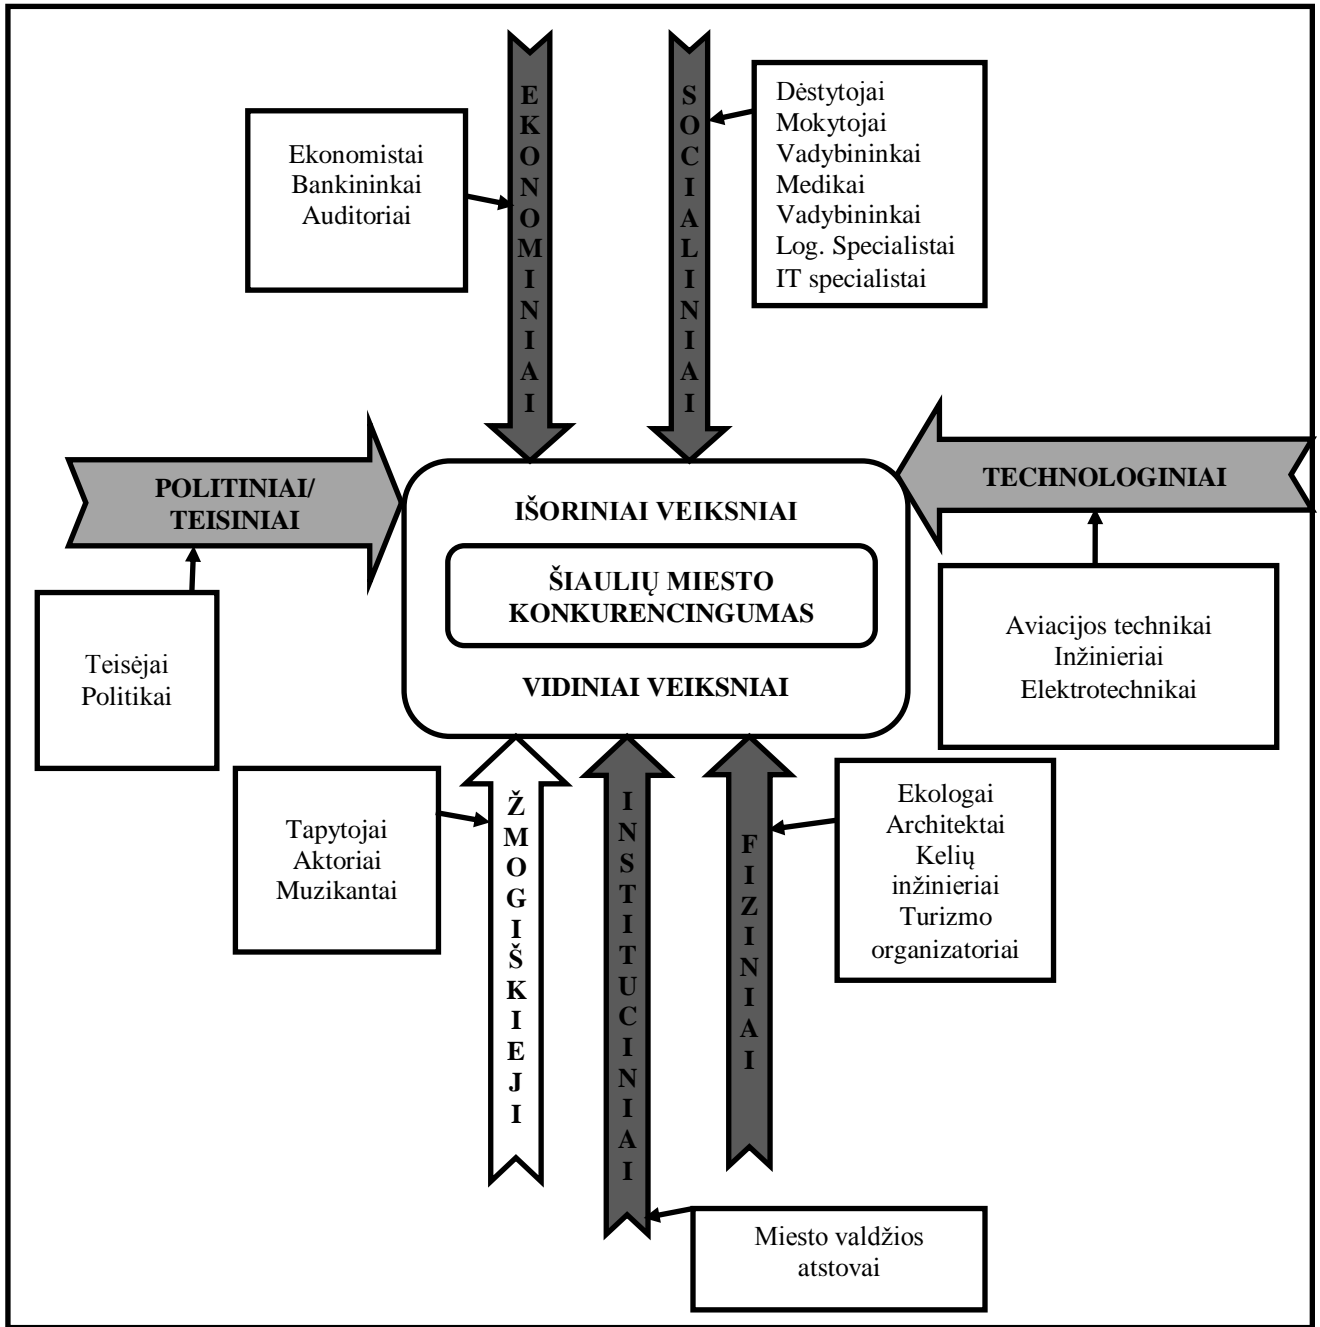 EKONOMINIAI
SOCIALINIAI
Ekonomistai
Bankininkai
Auditoriai
Dėstytojai
Mokytojai
Vadybininkai
Medikai
Vadybininkai
Log. Specialistai
IT specialistai
POLITINIAI/
TEISINIAI
TECHNOLOGINIAI
IŠORINIAI VEIKSNIAI
ŠIAULIŲ MIESTO
KONKURENCINGUMAS
VIDINIAI VEIKSNIAI
Teisėjai
Politikai
Aviacijos technikai
Inžinieriai
Elektrotechnikai
Tapytojai
Aktoriai
Muzikantai
ŽMOGIŠKIEJI
INSTITUCINIAI
FIZINIAI
Ekologai
Architektai
Kelių
inžinieriai
Turizmo
organizatoriai
Miesto valdžios
atstovai